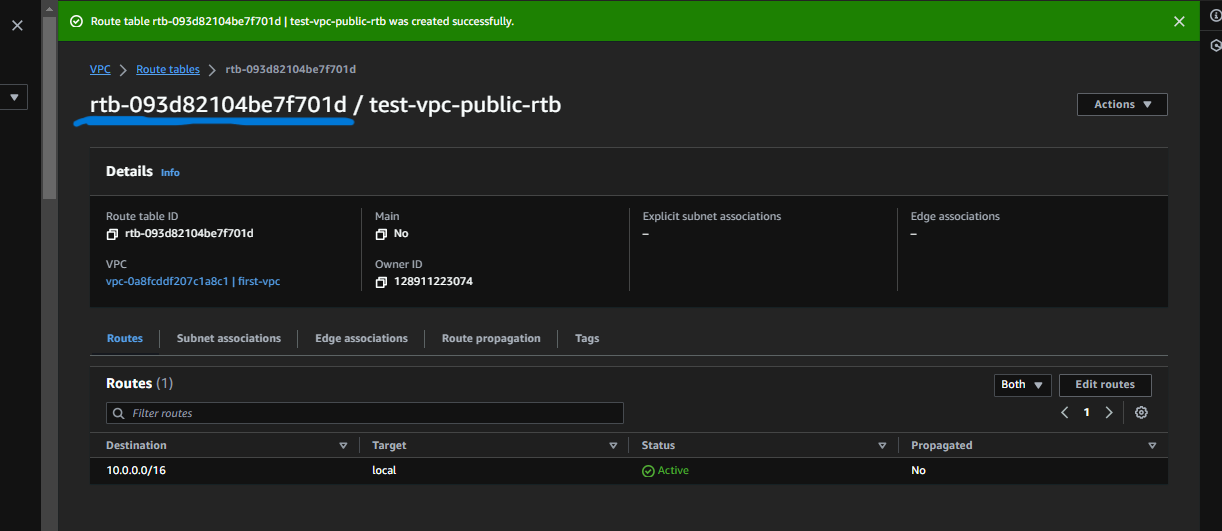 Route table rtb-093d82104be7f701d | test-vpc-public-rtb was created successfully.
VPC > Route tables > rtb-093d82104be7f701d
rtb-093d82104be7f701d / test-vpc-public-rtb
Actions
Details Info
Route table ID
rtb-093d82104be7f701d
Main
No
Explicit subnet associations
–
Edge associations
–
VPC
vpc-0a8fcddf207c1a8c1 | first-vpc
Owner ID
128911223074
Routes Subnet associations Edge associations Route propagation Tags
Routes (1)
Both
Edit routes
Filter routes
1
Destination Target Status Propagated
10.0.0.0/16 local Active No